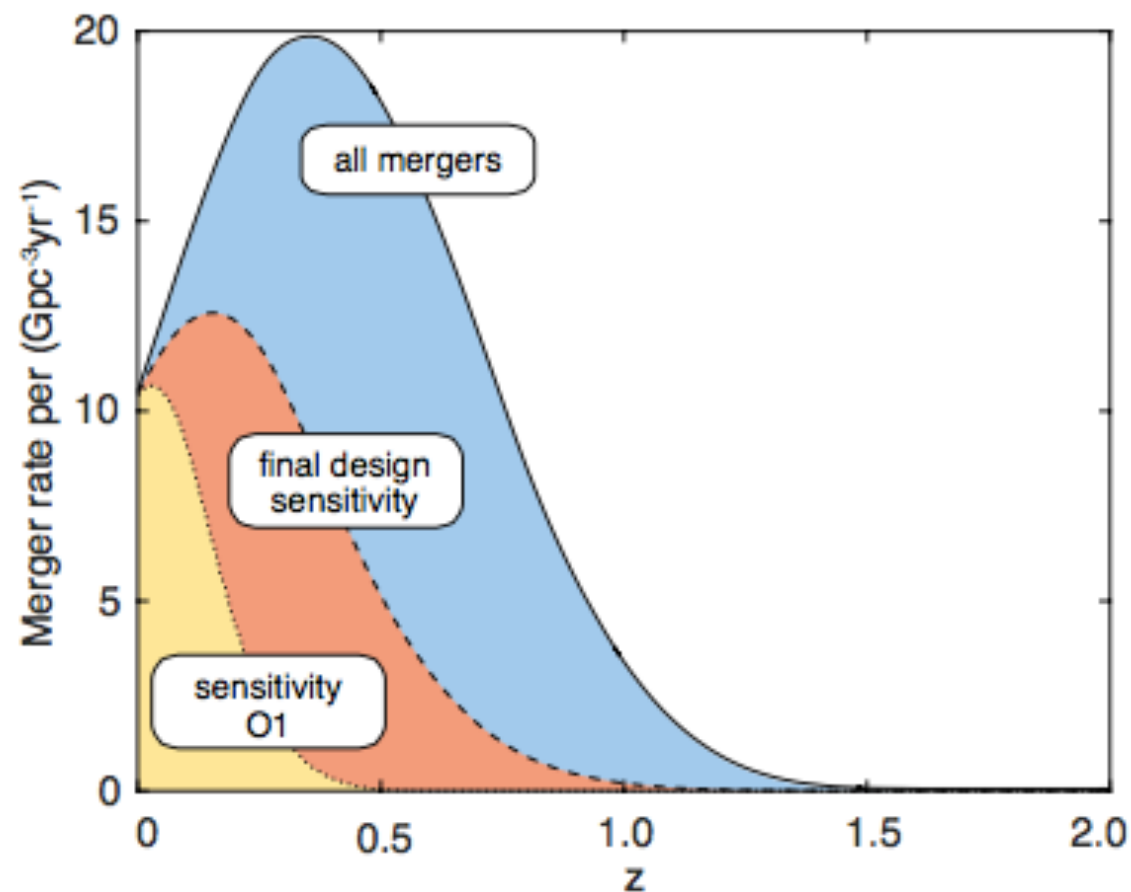 20
15
10
5
0
Merger rate per (Gpc⁻³yr⁻¹)
all mergers
final design
sensitivity
sensitivity
O1
0 0.5 1.0 1.5 2.0
z